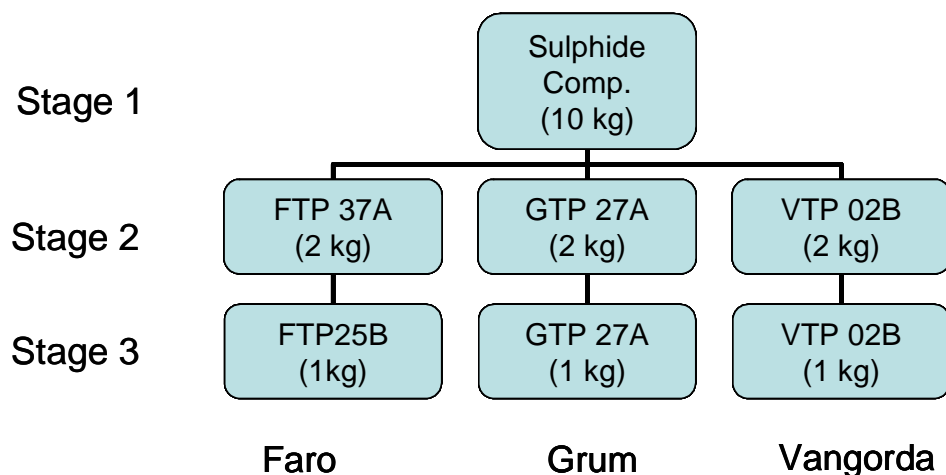 Stage 1
Sulphide
Comp.
(10 kg)
Stage 2
FTP 37A
(2 kg)
GTP 27A
(2 kg)
VTP 02B
(2 kg)
Stage 3
FTP25B
(1kg)
GTP 27A
(1 kg)
VTP 02B
(1 kg)
Faro
Grum
Vangorda